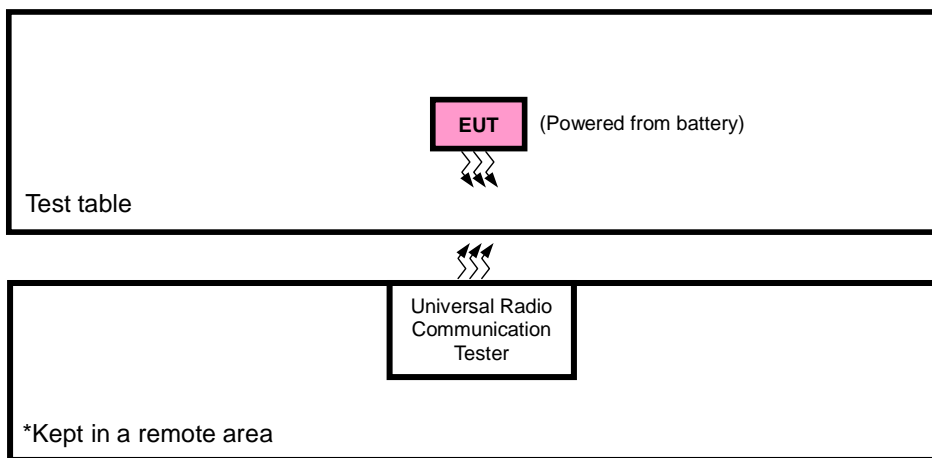 EUT
(Powered from battery)
Test table
Universal Radio
Communication
Tester
*Kept in a remote area